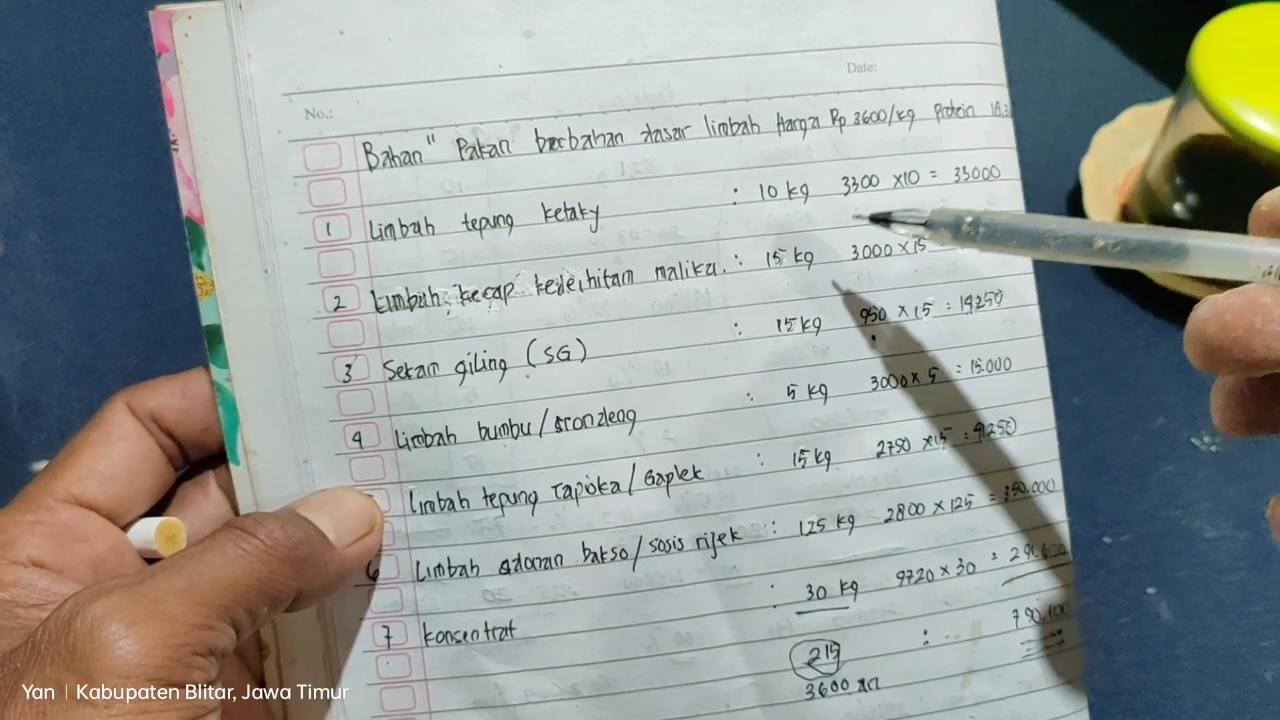 Date:
No.:
Bahan" Pakan berbahan dasar limbah Harga Rp 3600/kg Protein 18,3
1 Limbah tepung ketaky : 10 kg 3300 x10 = 33000
2 Limbah kecap kedelhitam malika : 15 kg 3000 x 15
3 Sekam giling (SG) : 15 kg 950 x 15 : 14250
4 Limbah bumbu/ : 5 kg 3000 x 5 = 15.000
Limbah tepung Tapioka / Gaplek : 15 kg 2750 x 15 : 41250
6 Limbah adonan bakso/sosis rijek : 125 kg 2800 x 125 = 350.000
7 konsentrat : 30 kg 9720 x 30 =
215 :
3600
Yan | Kabupaten Blitar, Jawa Timur